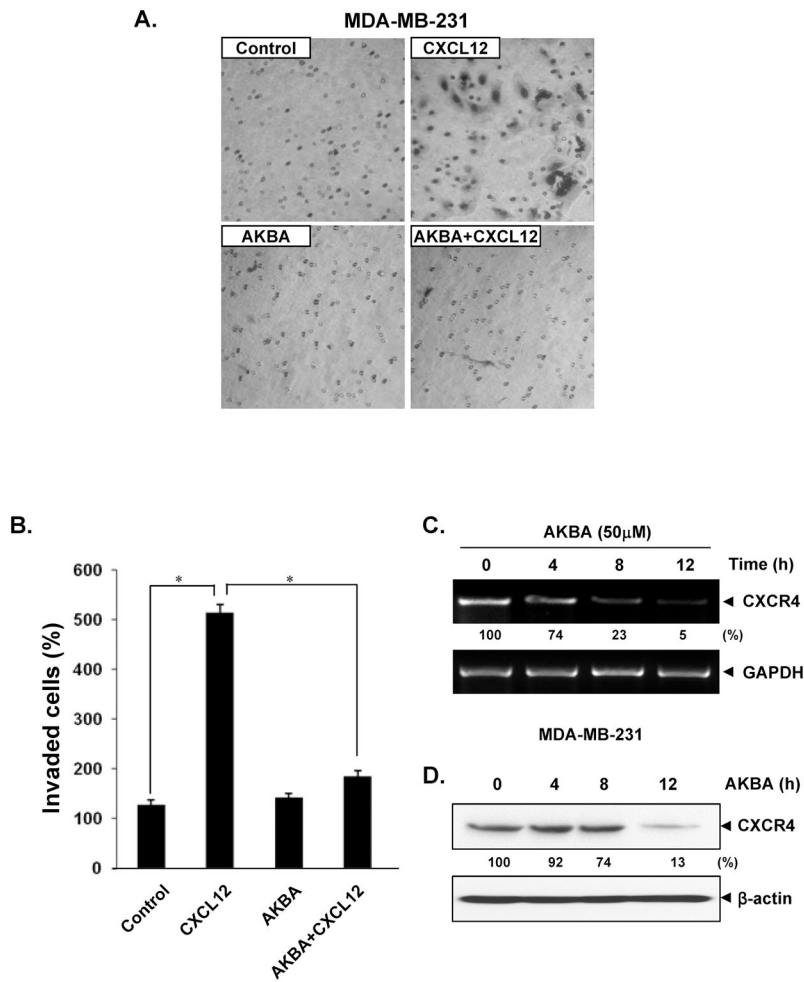 A.
MDA-MB-231
Control
CXCL12
AKBA
AKBA+CXCL12
B.
Invaded cells (%)
600
500
400
300
200
100
0
*
*
Control
CXCL12
AKBA
AKBA+CXCL12
C.
AKBA (50μM)
0 4 8 12 Time (h)
CXCR4
100 74 23 5 (%)
GAPDH
MDA-MB-231
D.
0 4 8 12 AKBA (h)
CXCR4
100 92 74 13 (%)
β-actin